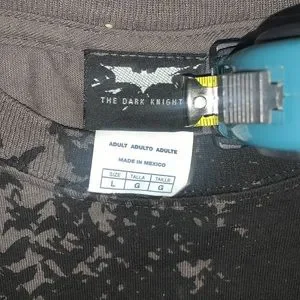 THE DARK KNIGHT
ADULT ADULTO ADULTE
MADE IN MEXICO
SIZE TALLA TAILLE
L G G